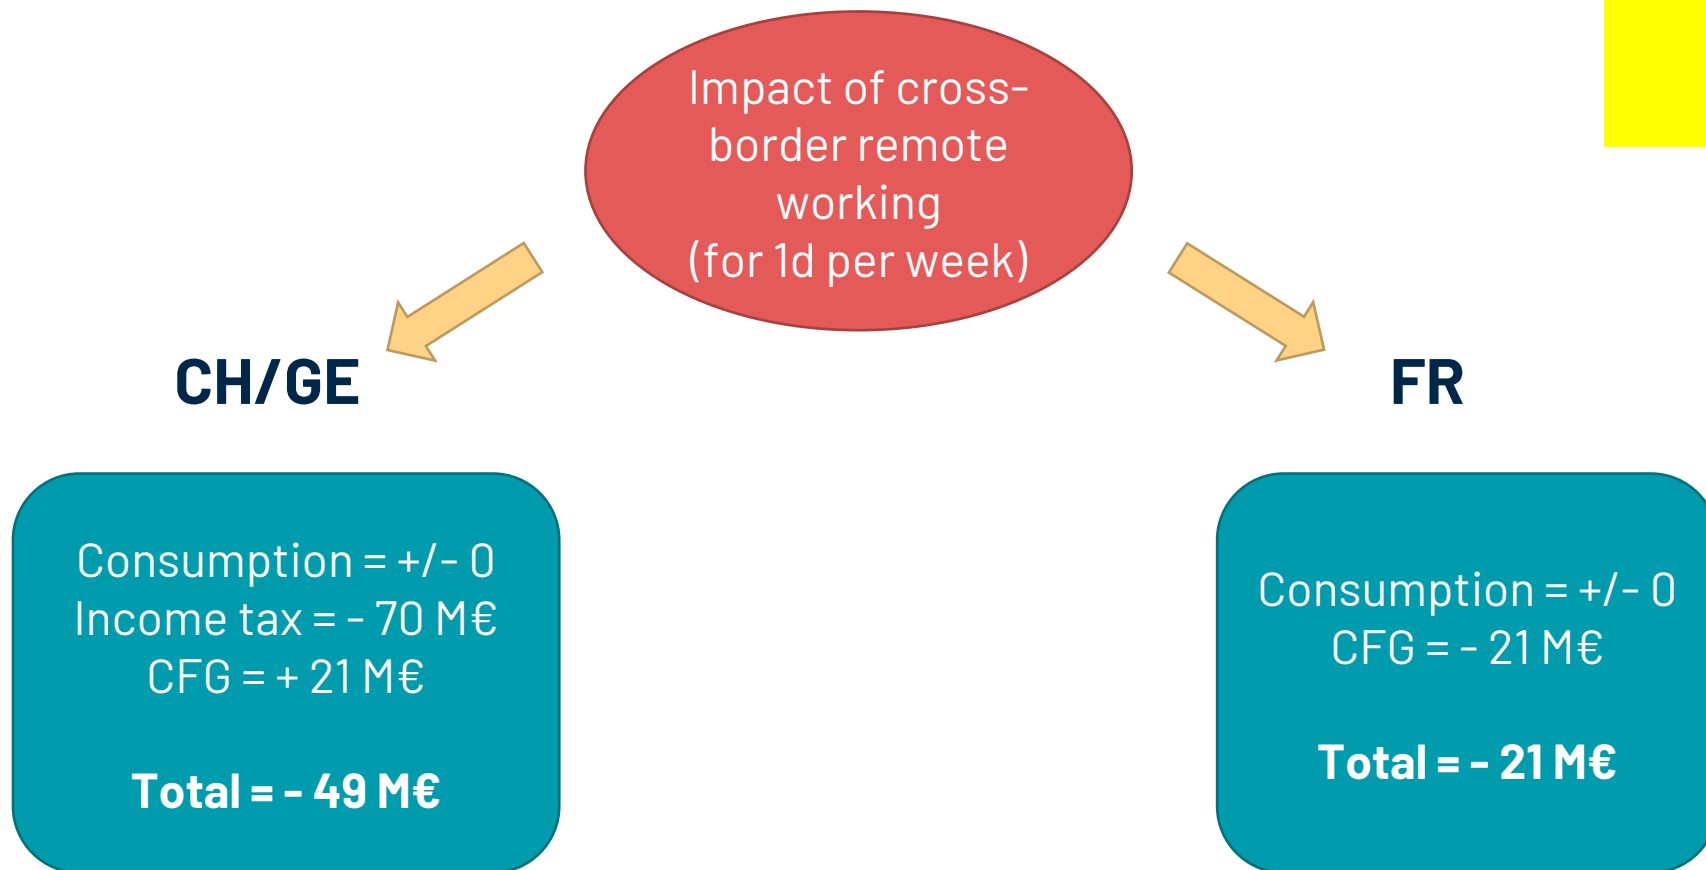 Impact of cross-
border remote
working
(for 1d per week)
CH/GE
FR
Consumption = +/- 0
Income tax = - 70 M€
CFG = + 21 M€
Total = - 49 M€
Consumption = +/- 0
CFG = - 21 M€
Total = - 21 M€